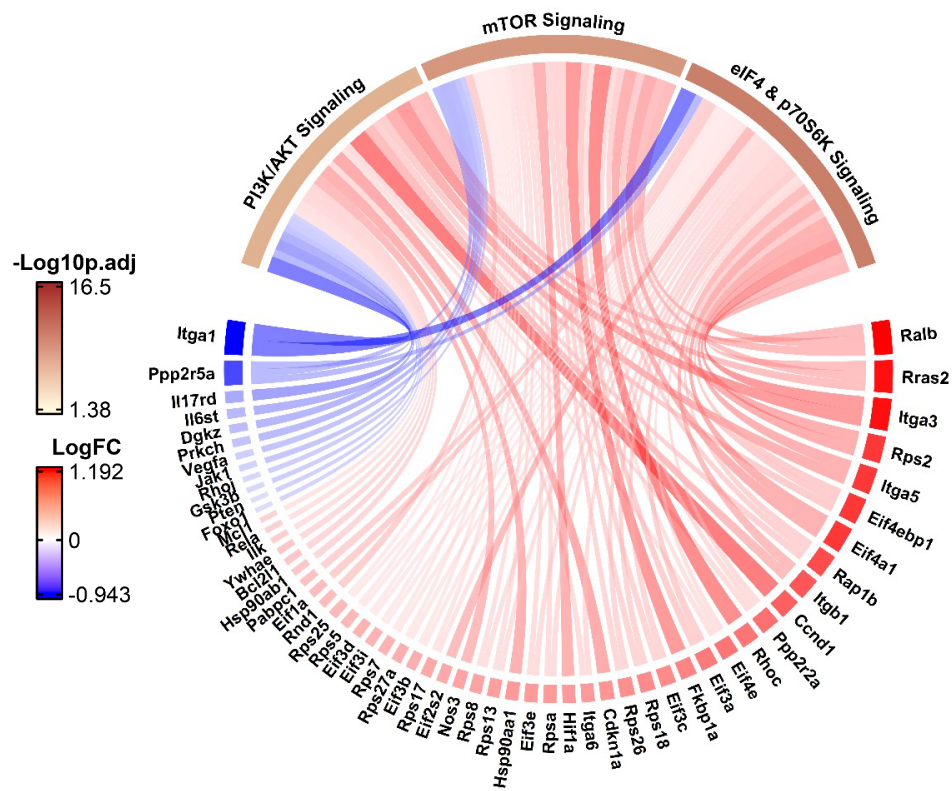 mTOR Signaling
PI3K/AKT Signaling
eIF4 & p70S6K Signaling
-Log10p.adj
16.5
1.38
LogFC
1.192
0
-0.943
Itga1
Ppp2r5a
Il17rd
Il6st
Dgkz
Prkch
Vegfa
Jak1
Rhoj
Gsk3b
Pten
Foxo1
Mcl1
Rela
Ilk
Ywhae
Bcl2l1
Hsp90ab1
Pabpc1
Eif1a
Rnd1
Rps25
Rps5
Eif3d
Eif3i
Rps7
Rps27a
Eif3b
Rps17
Eif2s2
Nos3
Rps8
Rps13
Hsp90aa1
Eif3e
Rpsa
Hif1a
Itga6
Cdkn1a
Rps26
Rps18
Eif3c
Fkbp1a
Eif3a
Eif4e
Rhoc
Ppp2r2a
Ccnd1
Itgb1
Rap1b
Eif4a1
Eif4ebp1
Itga5
Rps2
Itga3
Rras2
Ralb